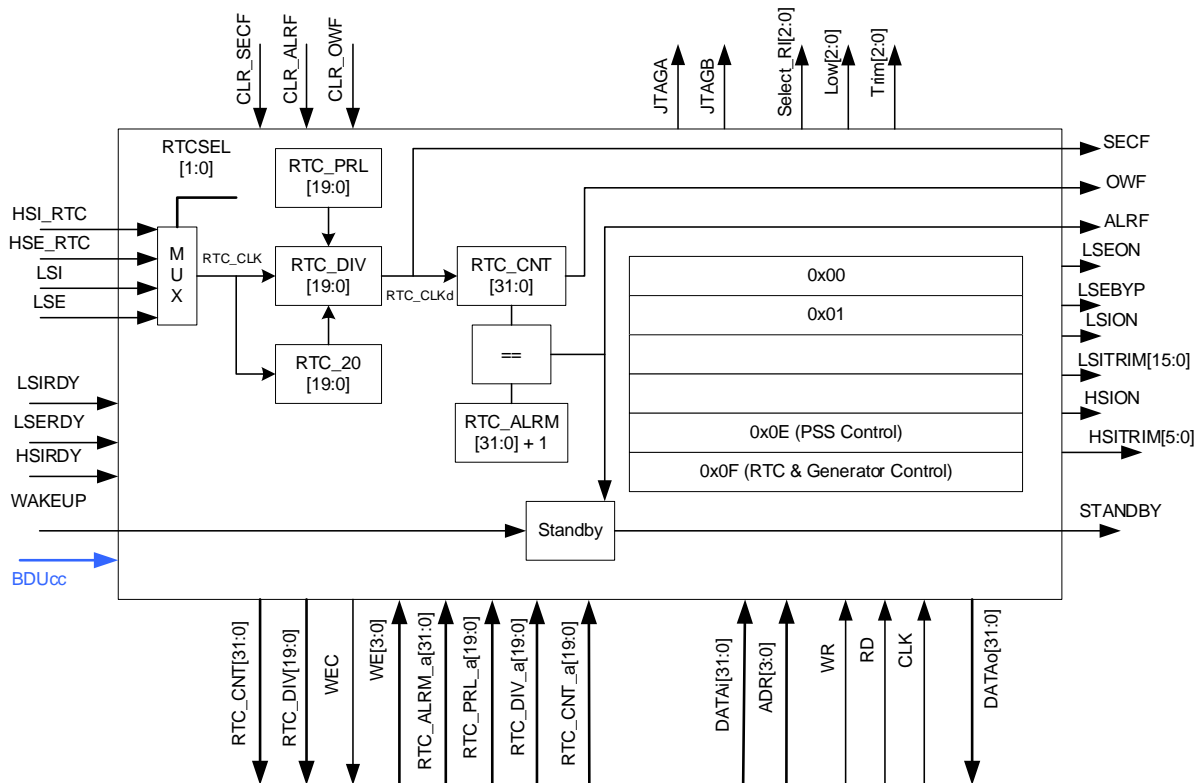 CLR_SECF
CLR_ALRF
CLR_OWF
JTAGA
JTAGB
Select_RI[2:0]
Low[2:0]
Trim[2:0]
RTCSEL
[1:0]
RTC_PRL
[19:0]
SECF
OWF
ALRF
HSI_RTC
HSE_RTC
LSI
LSE
M
U
X
RTC_CLK
RTC_DIV
[19:0]
RTC_CLKd
RTC_CNT
[31:0]
0x00
0x01
LSEON
LSEBYP
LSION
LSITRIM[15:0]
HSION
HSITRIM[5:0]
RTC_20
[19:0]
==
RTC_ALRM
[31:0] + 1
0x0E (PSS Control)
0x0F (RTC & Generator Control)
LSIRDY
LSERDY
HSIRDY
WAKEUP
Standby
STANDBY
BDUcc
RTC_CNT[31:0]
RTC_DIV[19:0]
WEC
WE[3:0]
RTC_ALRM_a[31:0]
RTC_PRL_a[19:0]
RTC_DIV_a[19:0]
RTC_CNT_a[19:0]
DATAi[31:0]
ADR[3:0]
WR
RD
CLK
DATAo[31:0]